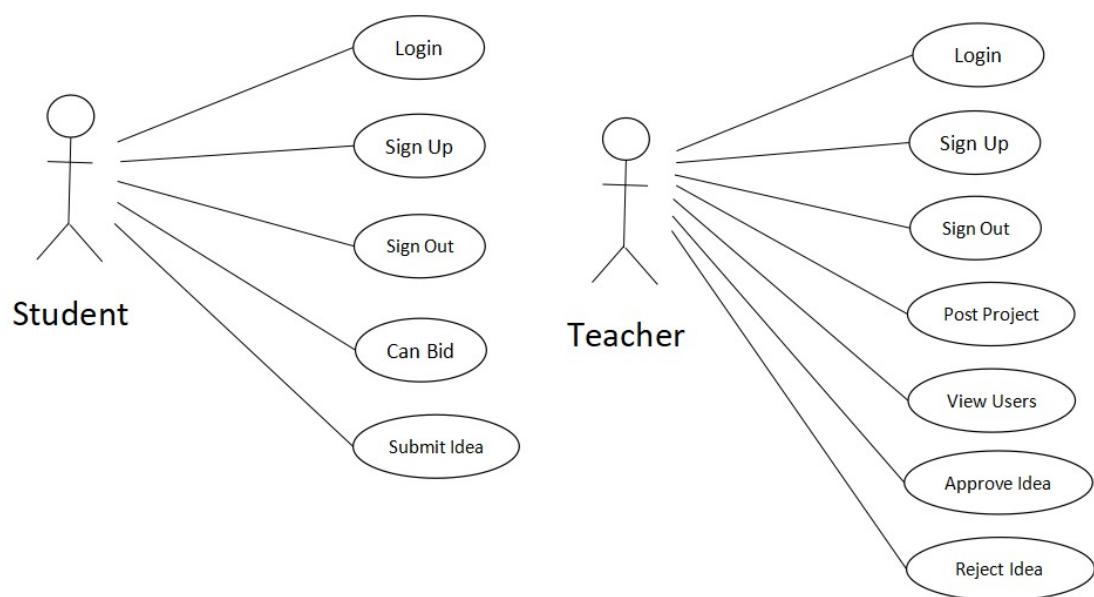 Login
Sign Up
Sign Out
Can Bid
Submit Idea
Student
Login
Sign Up
Sign Out
Post Project
View Users
Approve Idea
Reject Idea
Teacher